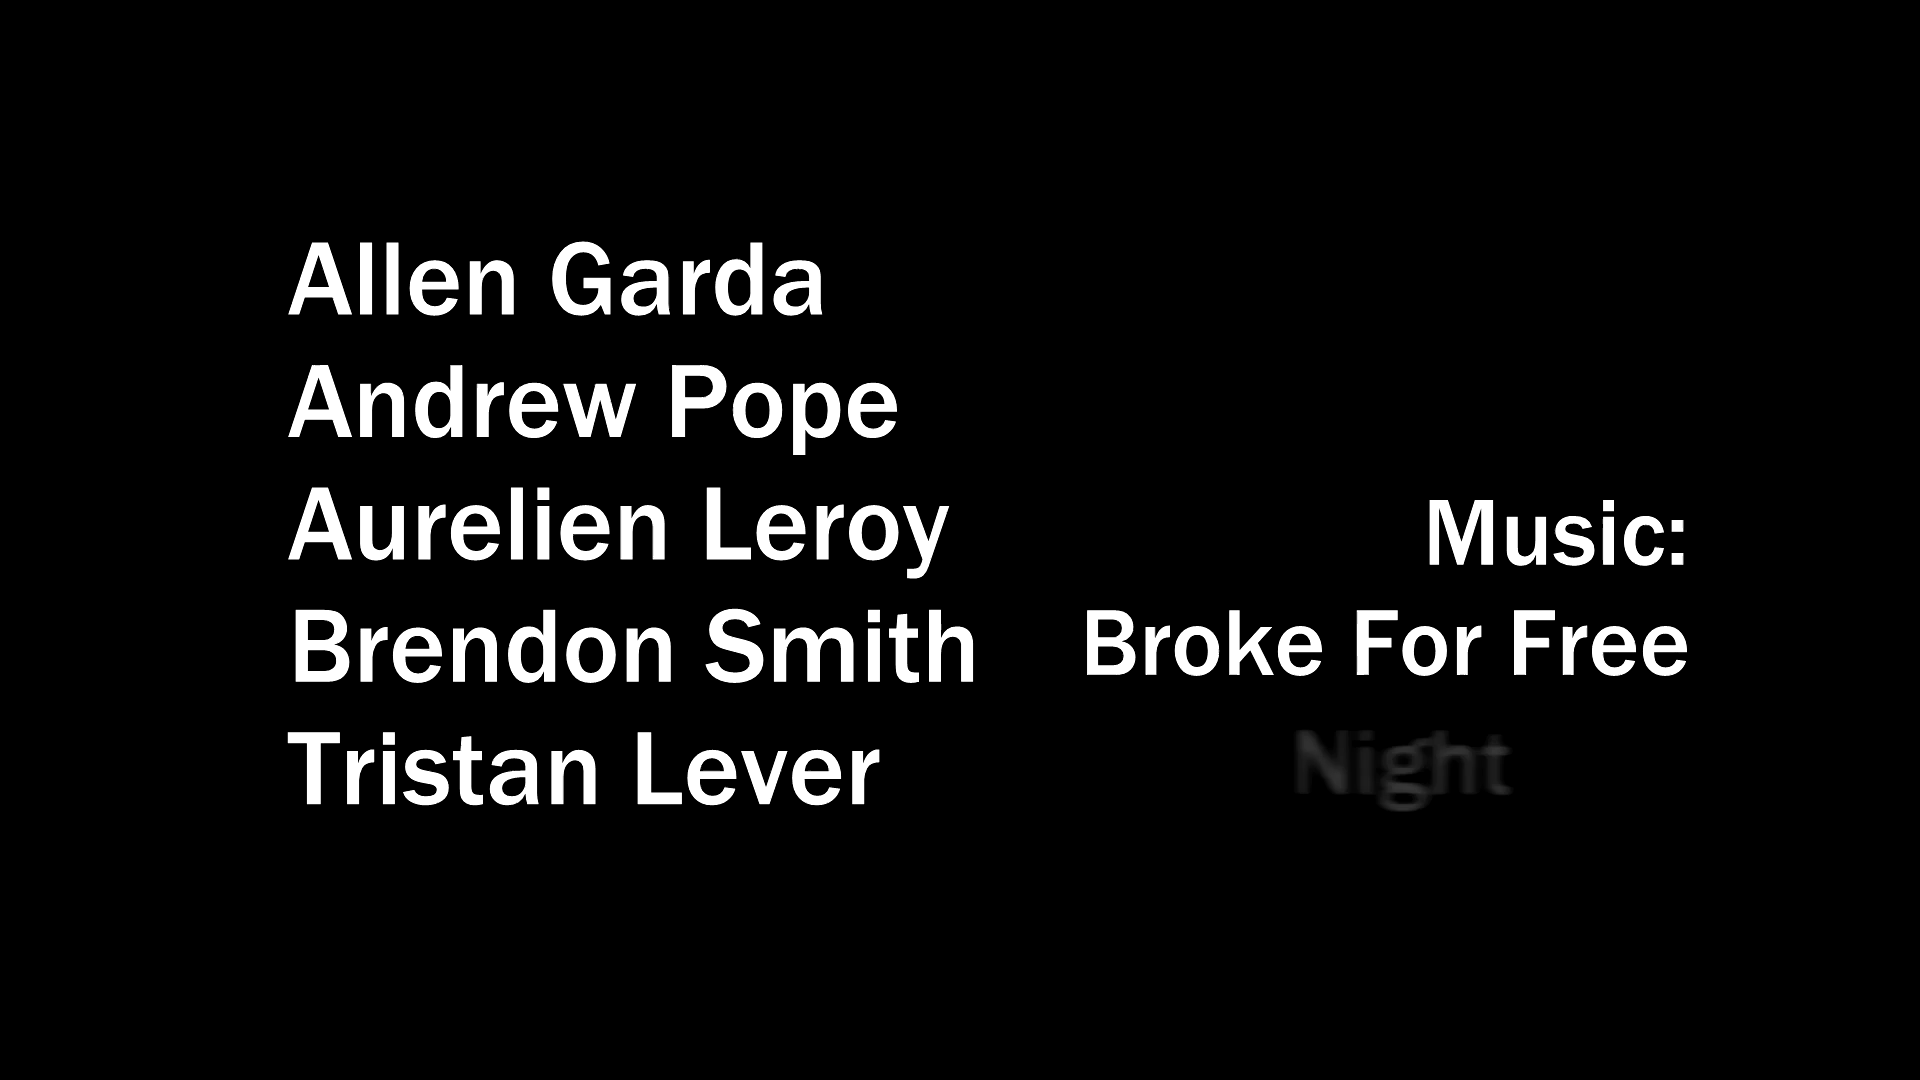 Allen Garda
Andrew Pope
Aurelien Leroy
Brendon Smith
Tristan Lever
Music:
Broke For Free
Night